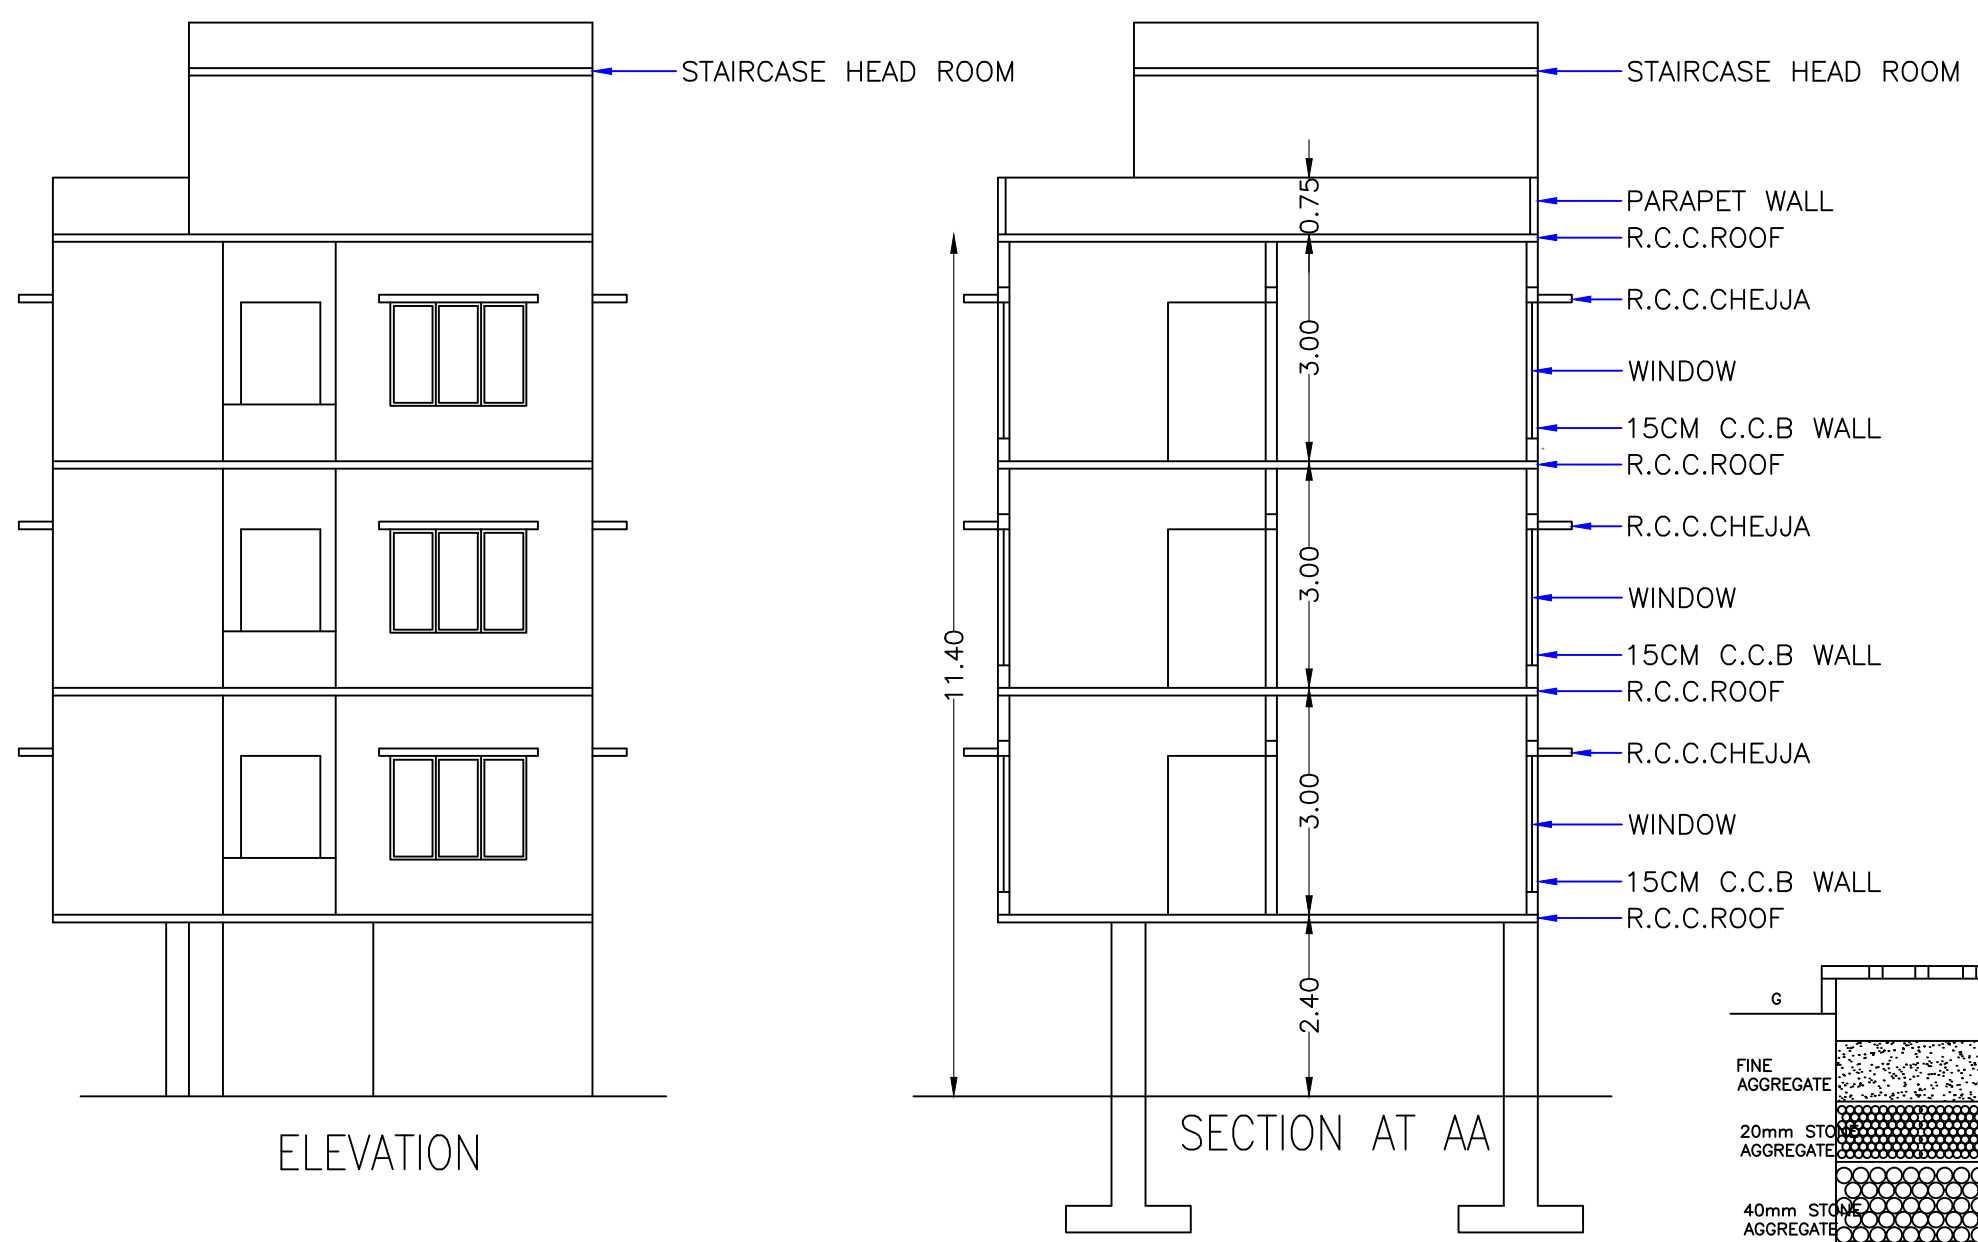 STAIRCASE HEAD ROOM
ELEVATION
STAIRCASE HEAD ROOM
PARAPET WALL
R.C.C.ROOF
R.C.C.CHEJJA
WINDOW
15CM C.C.B WALL
R.C.C.ROOF
R.C.C.CHEJJA
WINDOW
15CM C.C.B WALL
R.C.C.ROOF
R.C.C.CHEJJA
WINDOW
15CM C.C.B WALL
R.C.C.ROOF
0.75
3.00
3.00
3.00
2.40
11.40
SECTION AT AA
G
FINE
AGGREGATE
20mm STONE
AGGREGATE
40mm STONE
AGGREGATE